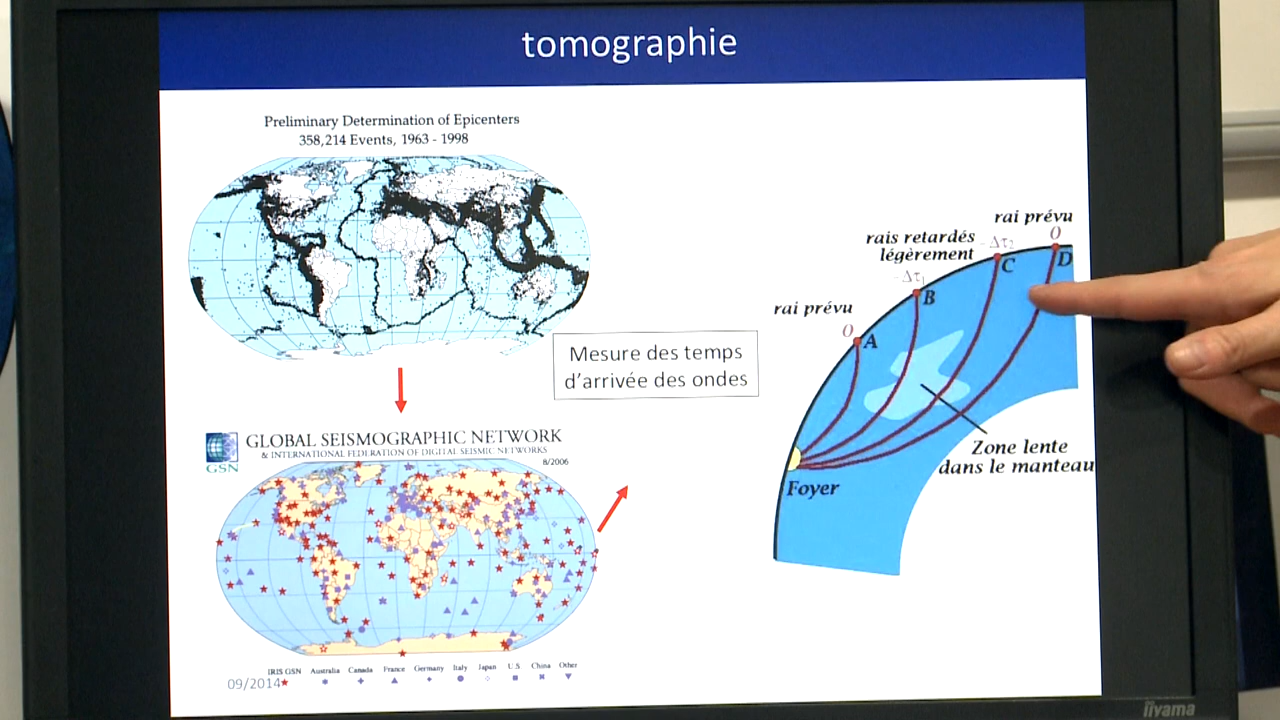 tomographie
Preliminary Determination of Epicenters
358,214 Events, 1963 - 1998
Mesure des temps
d'arrivée des ondes
GLOBAL SEISMOGRAPHIC NETWORK
& INTERNATIONAL FEDERATION OF DIGITAL SEISMIC NETWORKS
GSN
8/2006
IRIS GSN Australia Canada France Germany Italy Japan U S China Other
09/2014
rai prévu
O
D
rais retardés
légèrement
-Δτ₂
C
-Δτ₁
B
rai prévu
O
A
Zone lente
dans le manteau
Foyer
iiyama